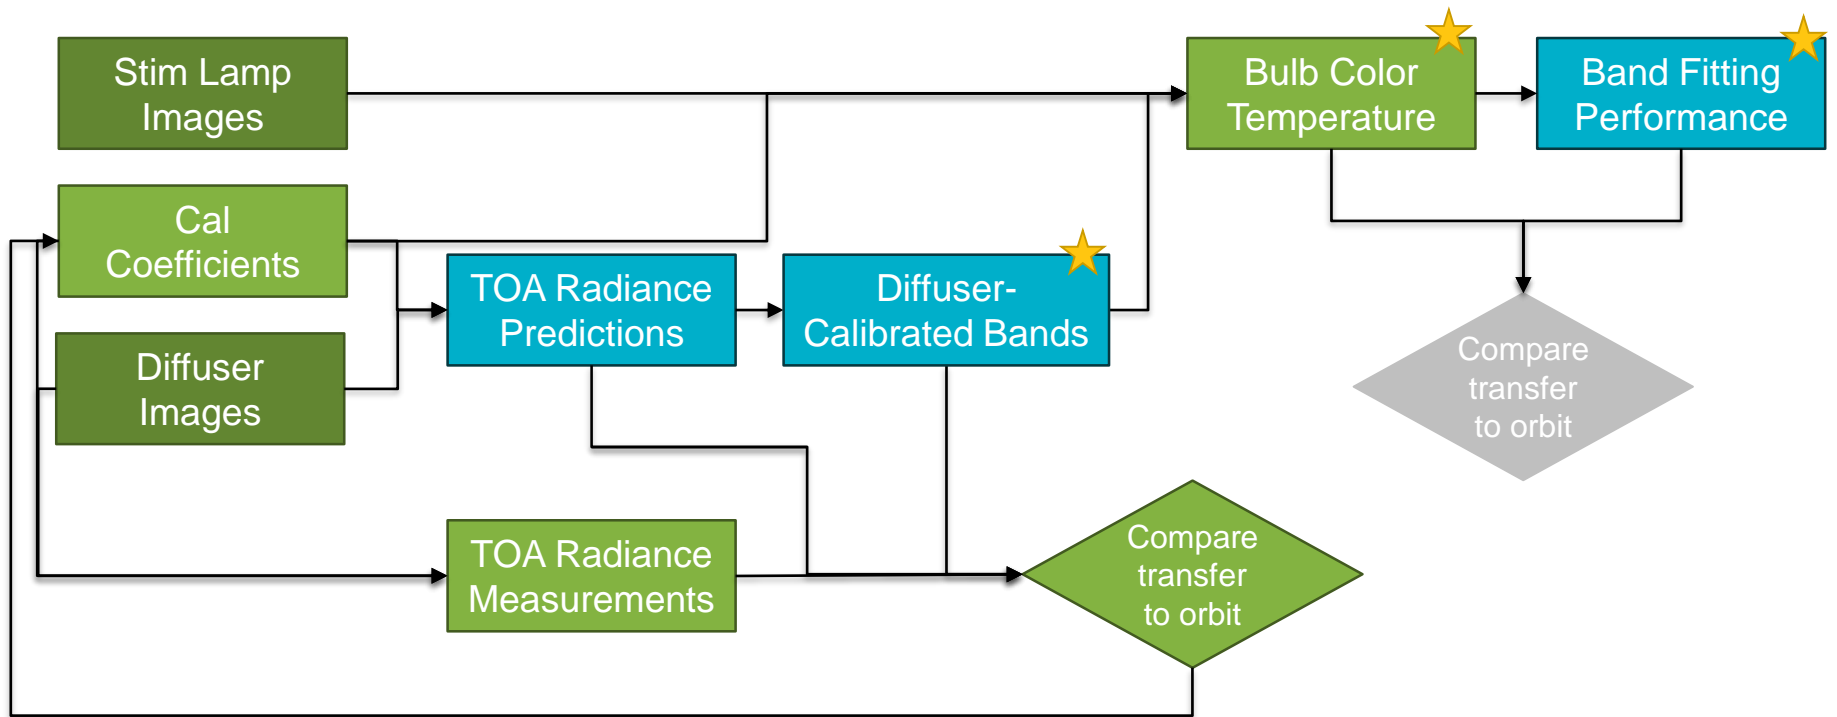 Stim Lamp
Images
Bulb Color
Temperature
Band Fitting
Performance
Cal
Coefficients
TOA Radiance
Predictions
Diffuser-
Calibrated Bands
Diffuser
Images
Compare
transfer
to orbit
TOA Radiance
Measurements
Compare
transfer
to orbit